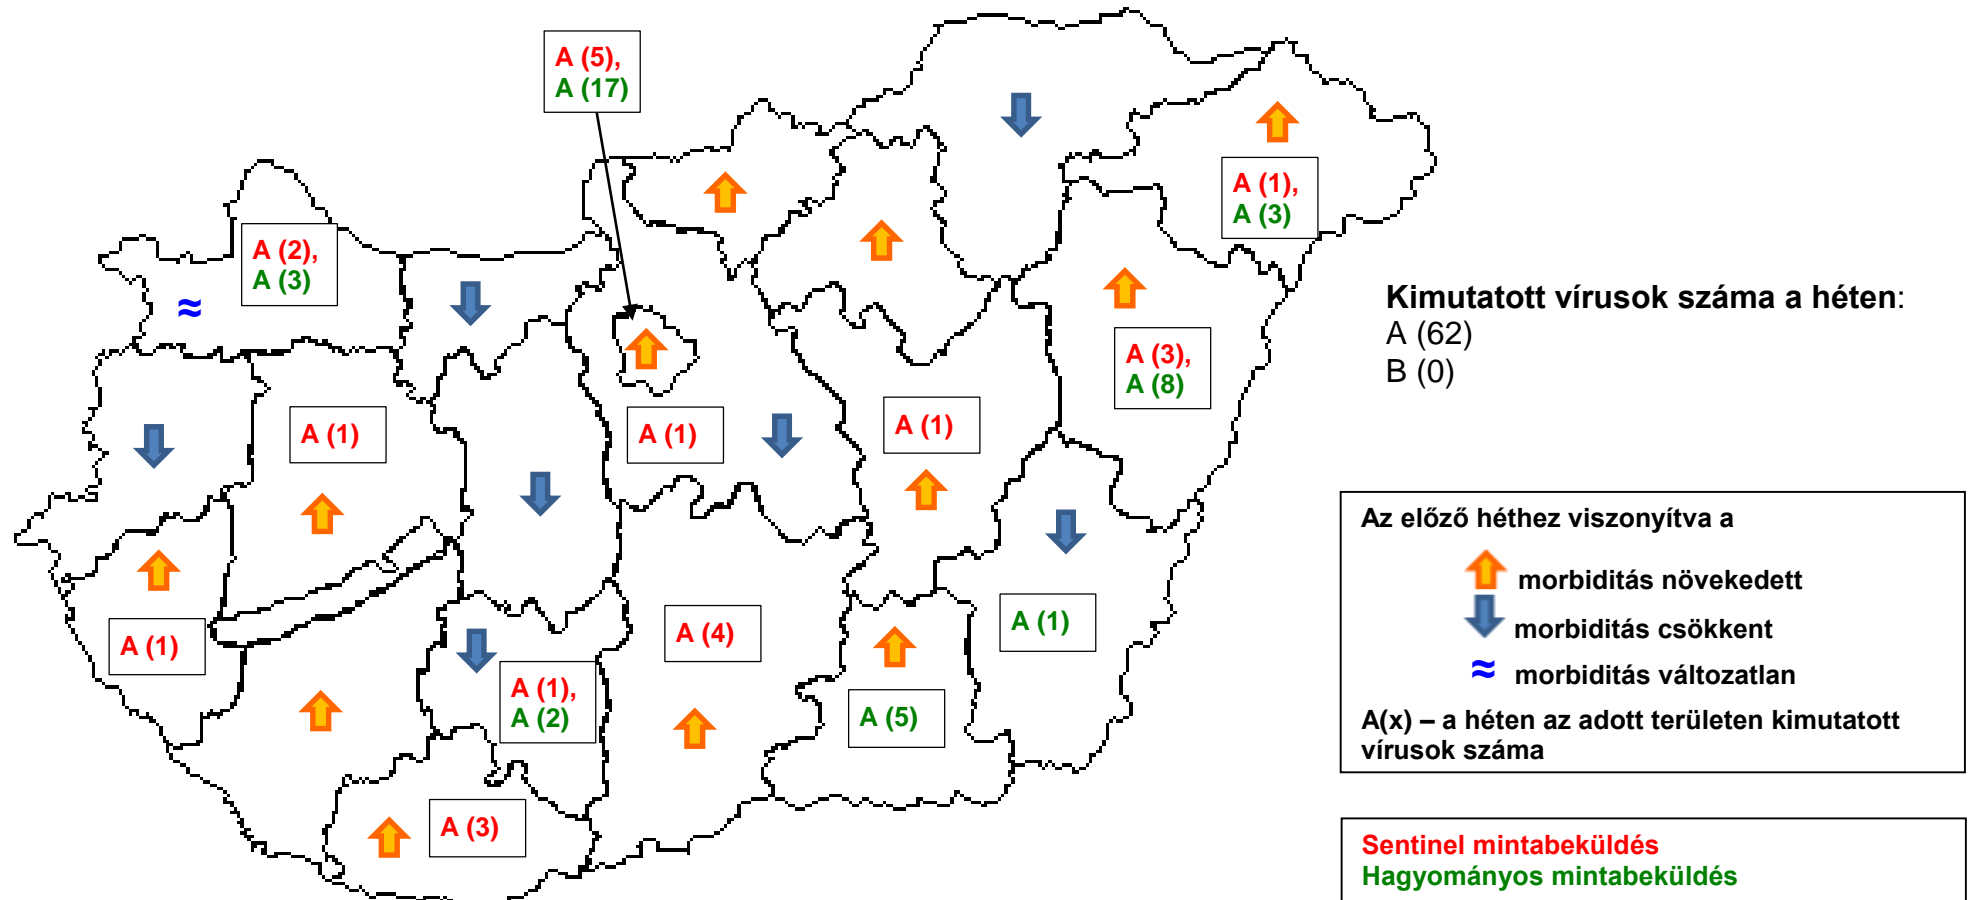 A (5),
A (17)
A (1),
A (3)
A (2),
A (3)
≈
Kimutatott vírusok száma a héten:
A (62)
B (0)
A (3),
A (8)
A (1)
A (1)
A (1)
A (1)
A (4)
A (1)
A (1),
A (2)
A (5)
A (3)
Az előző héthez viszonyítva a
morbiditás növekedett
morbiditás csökkent
≈ morbiditás változatlan
A(x) – a héten az adott területen kimutatott
vírusok száma
Sentinel mintabeküldés
Hagyományos mintabeküldés